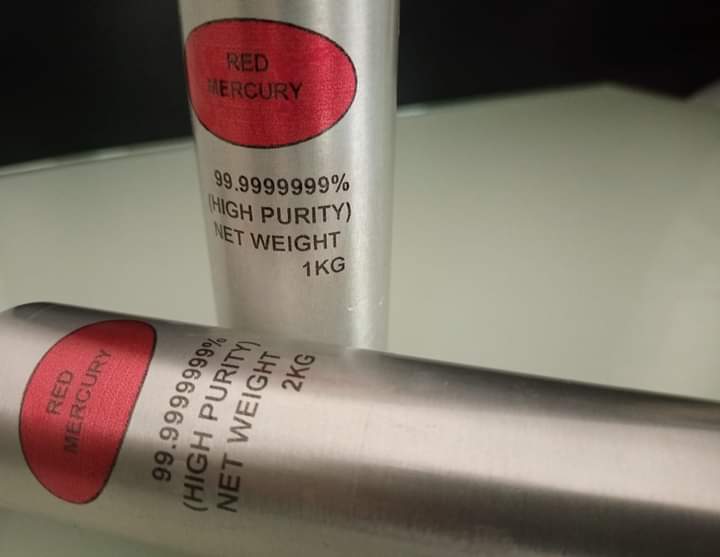 RED
MERCURY
99.9999999%
(HIGH PURITY)
NET WEIGHT
1KG
RED
MERCURY
99.9999999%
(HIGH PURITY)
NET WEIGHT
2KG